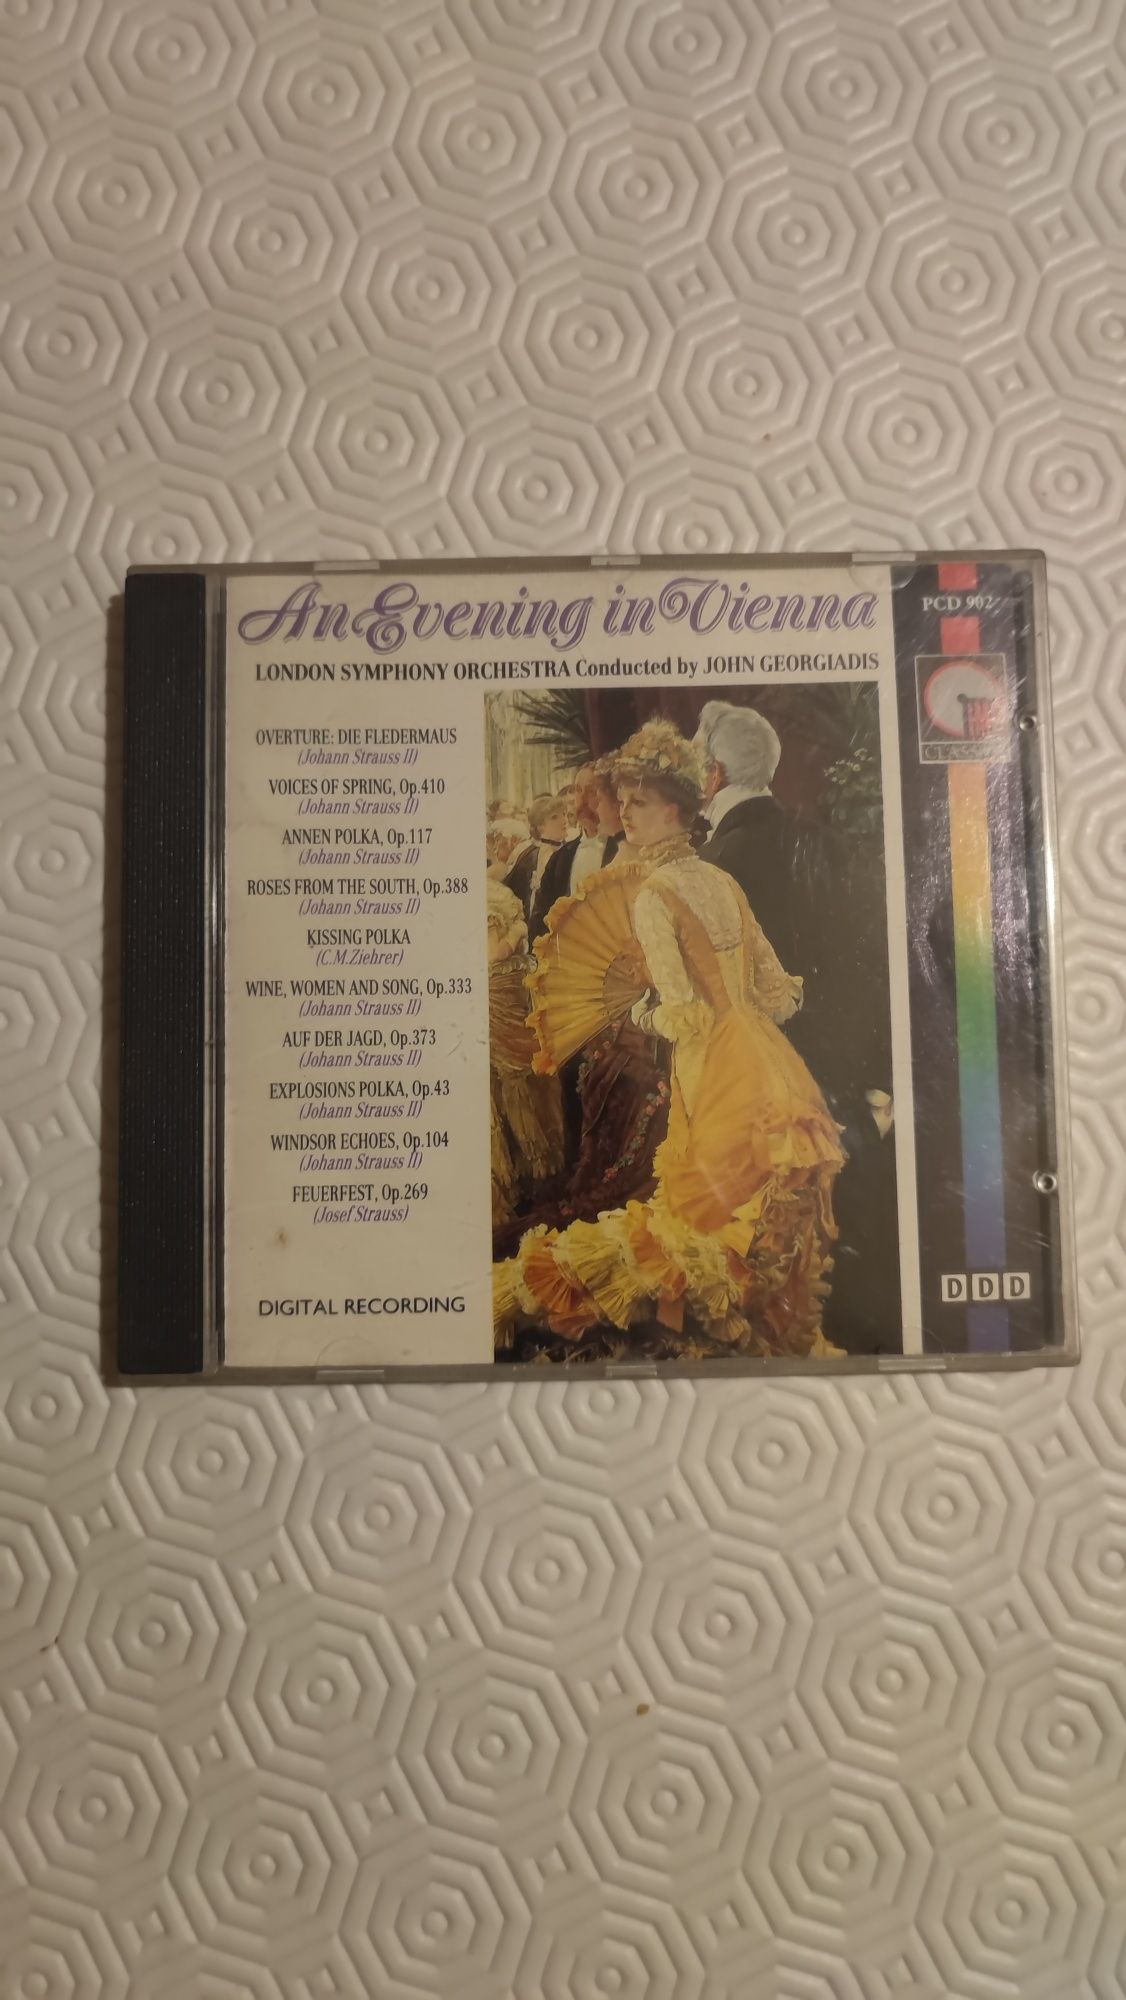 An Evening in Vienna
LONDON SYMPHONY ORCHESTRA Conducted by JOHN GEORGIADIS
OVERTURE: DIE FLEDERMAUS
(Johann Strauss II)
VOICES OF SPRING, Op.410
(Johann Strauss II)
ANNEN POLKA, Op.117
(Johann Strauss II)
ROSES FROM THE SOUTH, Op.388
(Johann Strauss II)
KISSING POLKA
(C.M.Ziehrer)
WINE, WOMEN AND SONG, Op.333
(Johann Strauss II)
AUF DER JAGD, Op.373
(Johann Strauss II)
EXPLOSIONS POLKA, Op.43
(Johann Strauss II)
WINDSOR ECHOES, Op.104
(Johann Strauss II)
FEUERFEST, Op.269
(Josef Strauss)
DIGITAL RECORDING
PCD 902
CLASSICS
DDD